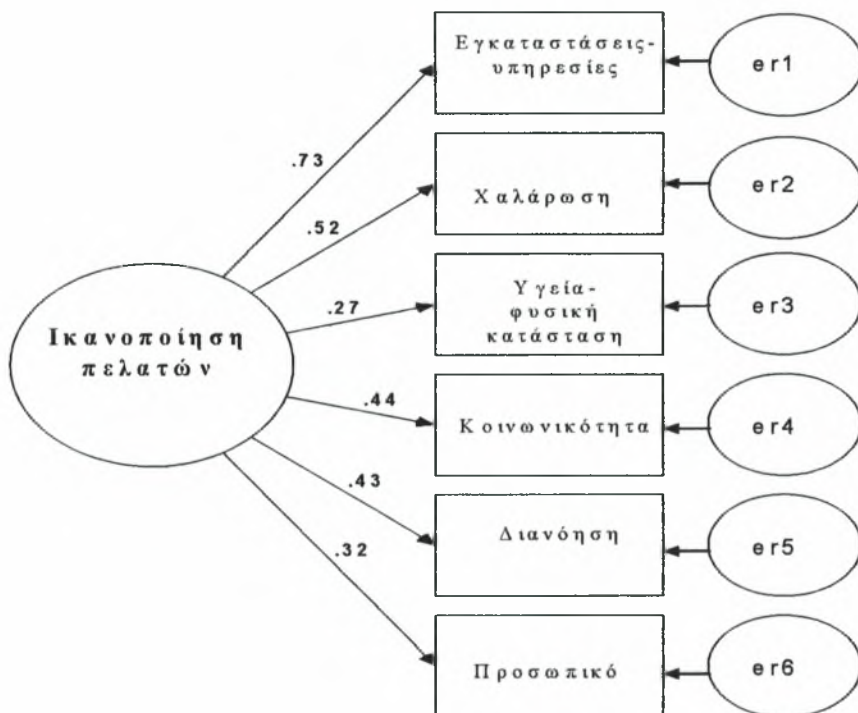 Εγκαταστάσεις-
υπηρεσίες
er1
.73
Χαλάρωση
er2
.52
Υγεία-
φυσική
κατάσταση
er3
.27
Ικανοποίηση
πελατών
.44
Κοινωνικότητα
er4
.43
Διανόηση
er5
.32
Προσωπικό
er6